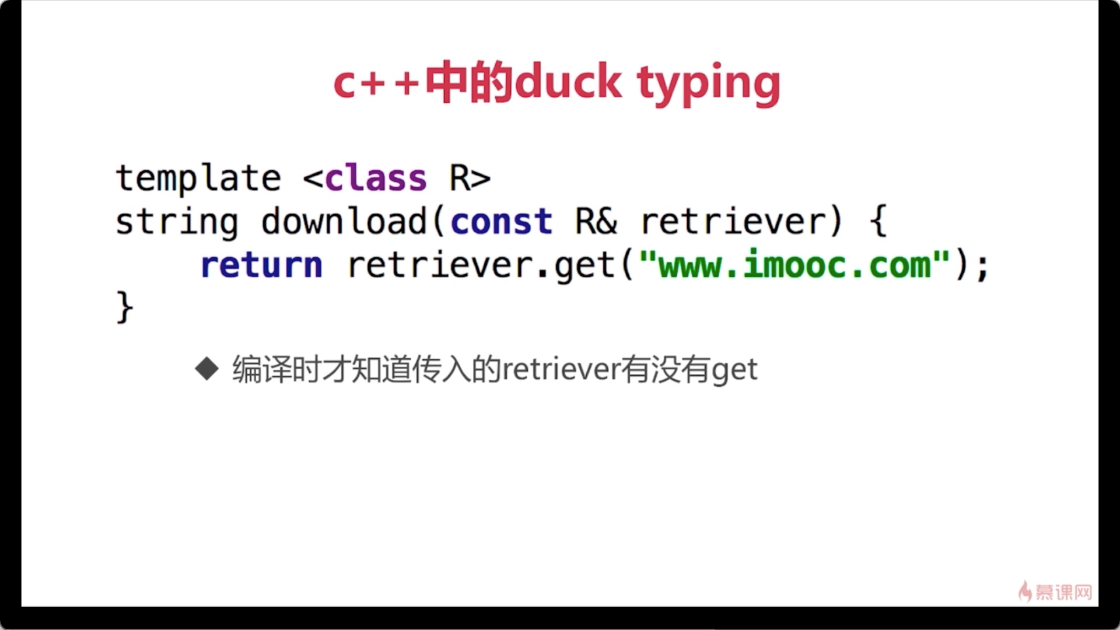 c++中的duck typing
template <class R>
string download(const R& retriever) {
    return retriever.get("www.imooc.com");
}
◆ 编译时才知道传入的retriever有没有get
慕课网